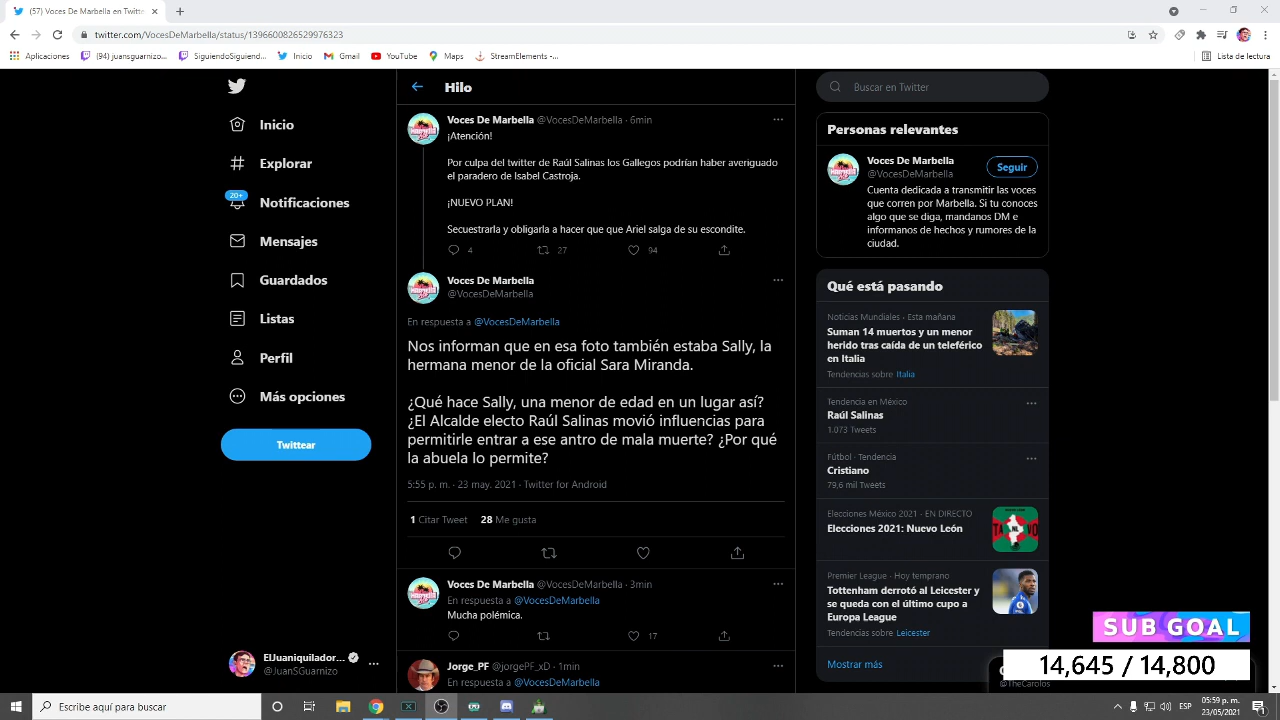 (57) Voces De Marbella en Twitte
twitter.com/VocesDeMarbella/status/1396600826529976323
Aplicaciones
(104) juansguarnizo...
SiguiendoSiguiendo...
Inicio
Gmail
YouTube
Maps
StreamElements -...
Lista de lectura
Inicio
Explorar
20+
Notificaciones
Mensajes
Guardados
Listas
Perfil
Más opciones
Twittear
ElJuaniquilador...
@JuanSGuarnizo
Hilo
Voces De Marbella @VocesDeMarbella · 6min
¡Atención!
Por culpa del twitter de Raúl Salinas los Gallegos podrían haber averiguado
el paradero de Isabel Castroja.
¡NUEVO PLAN!
Secuestrarla y obligarla a hacer que que Ariel salga de su escondite.
4 27 94
Voces De Marbella
@VocesDeMarbella
En respuesta a @VocesDeMarbella
Nos informan que en esa foto también estaba Sally, la
hermana menor de la oficial Sara Miranda.
¿Qué hace Sally, una menor de edad en un lugar así?
¿El Alcalde electo Raúl Salinas movió influencias para
permitirle entrar a ese antro de mala muerte? ¿Por qué
la abuela lo permite?
5:55 p. m. · 23 may. 2021 · Twitter for Android
1 Citar Tweet 28 Me gusta
Voces De Marbella @VocesDeMarbella · 3min
En respuesta a @VocesDeMarbella
Mucha polémica.
17
Jorge_PF @jorgePF_xD · 1min
En respuesta a @VocesDeMarbella
Buscar en Twitter
Personas relevantes
Voces De Marbella
@VocesDeMarbella
Seguir
Cuenta dedicada a transmitir las voces
que corren por Marbella. Si tu conoces
algo que se diga, mandanos DM e
informanos de hechos y rumores de la
ciudad.
Qué está pasando
Noticias Mundiales · Esta mañana
Suman 14 muertos y un menor
herido tras caída de un teleférico
en Italia
Tendencias sobre Italia
Tendencia en México
Raúl Salinas
1.073 Tweets
Fútbol · Tendencia
Cristiano
79,6 mil Tweets
Elecciones México 2021 · EN DIRECTO
Elecciones 2021: Nuevo León
Premier League · Hoy temprano
Tottenham derrotó al Leicester y
se queda con el último cupo a
Europa League
Tendencias sobre Leicester
Mostrar más
SUB GOAL
14,645 / 14,800
@TheCarolos
Escribe aquí para buscar
ESP
05:59 p. m.
23/05/2021